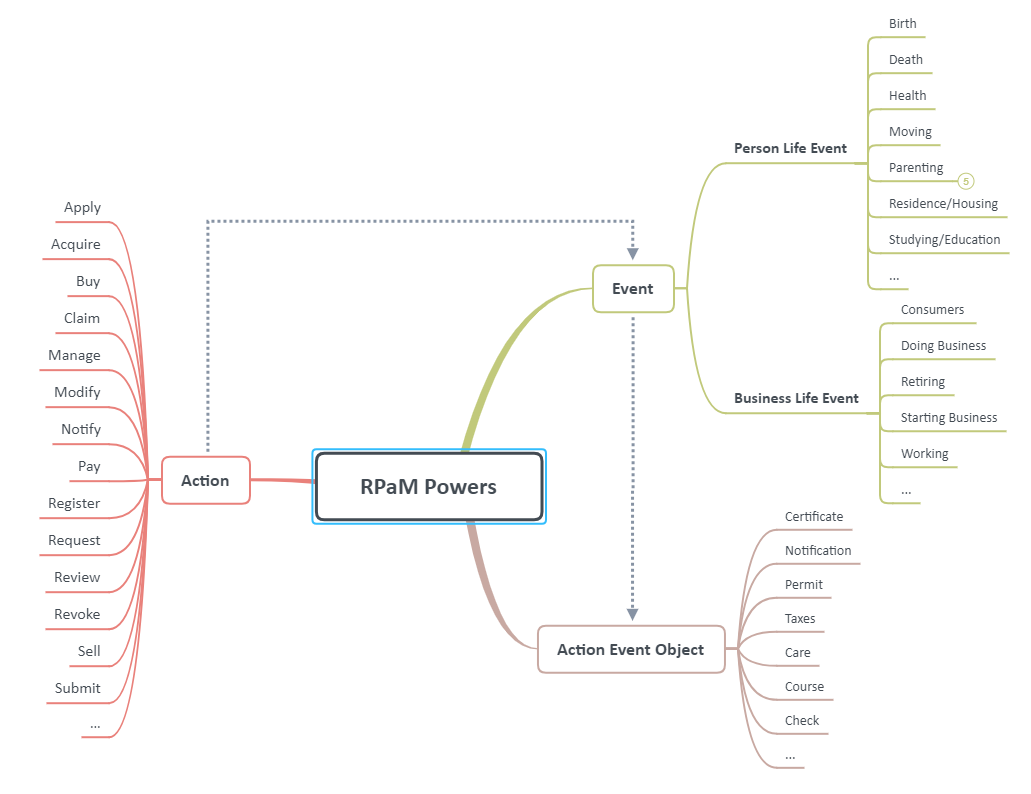 Apply
Acquire
Buy
Claim
Manage
Modify
Notify
Pay
Register
Request
Review
Revoke
Sell
Submit
...
Action
RPaM Powers
Event
Person Life Event
Birth
Death
Health
Moving
Parenting
5
Residence/Housing
Studying/Education
...
Business Life Event
Consumers
Doing Business
Retiring
Starting Business
Working
...
Action Event Object
Certificate
Notification
Permit
Taxes
Care
Course
Check
...